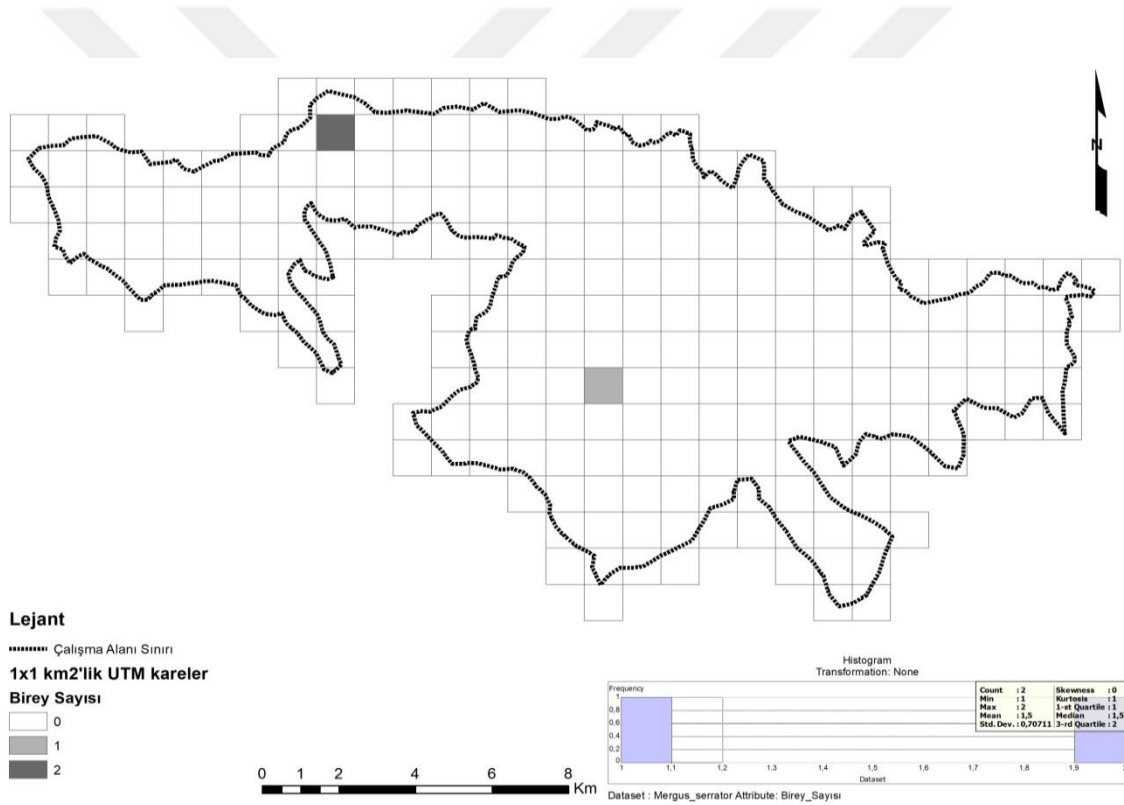 N
Lejant
Çalışma Alanı Sınırı
1x1 km2'lik UTM kareler
Birey Sayısı
0
1
2
0 1 2 4 6 8
Km
Histogram
Transformation: None
Frequency
1
0.8
0.6
0.4
0.2
0
Count : 2 Skewness : 0
Min : 1 Kurtosis : 1
Max : 2 1-st Quartile : 1
Mean : 1,5 Median : 1,5
Std. Dev. : 0,70711 3-rd Quartile : 2
1 1,1 1,2 1,3 1,4 1,5 1,6 1,7 1,8 1,9
Dataset
Dataset : Mergus_serrator Attribute: Birey_Sayısı